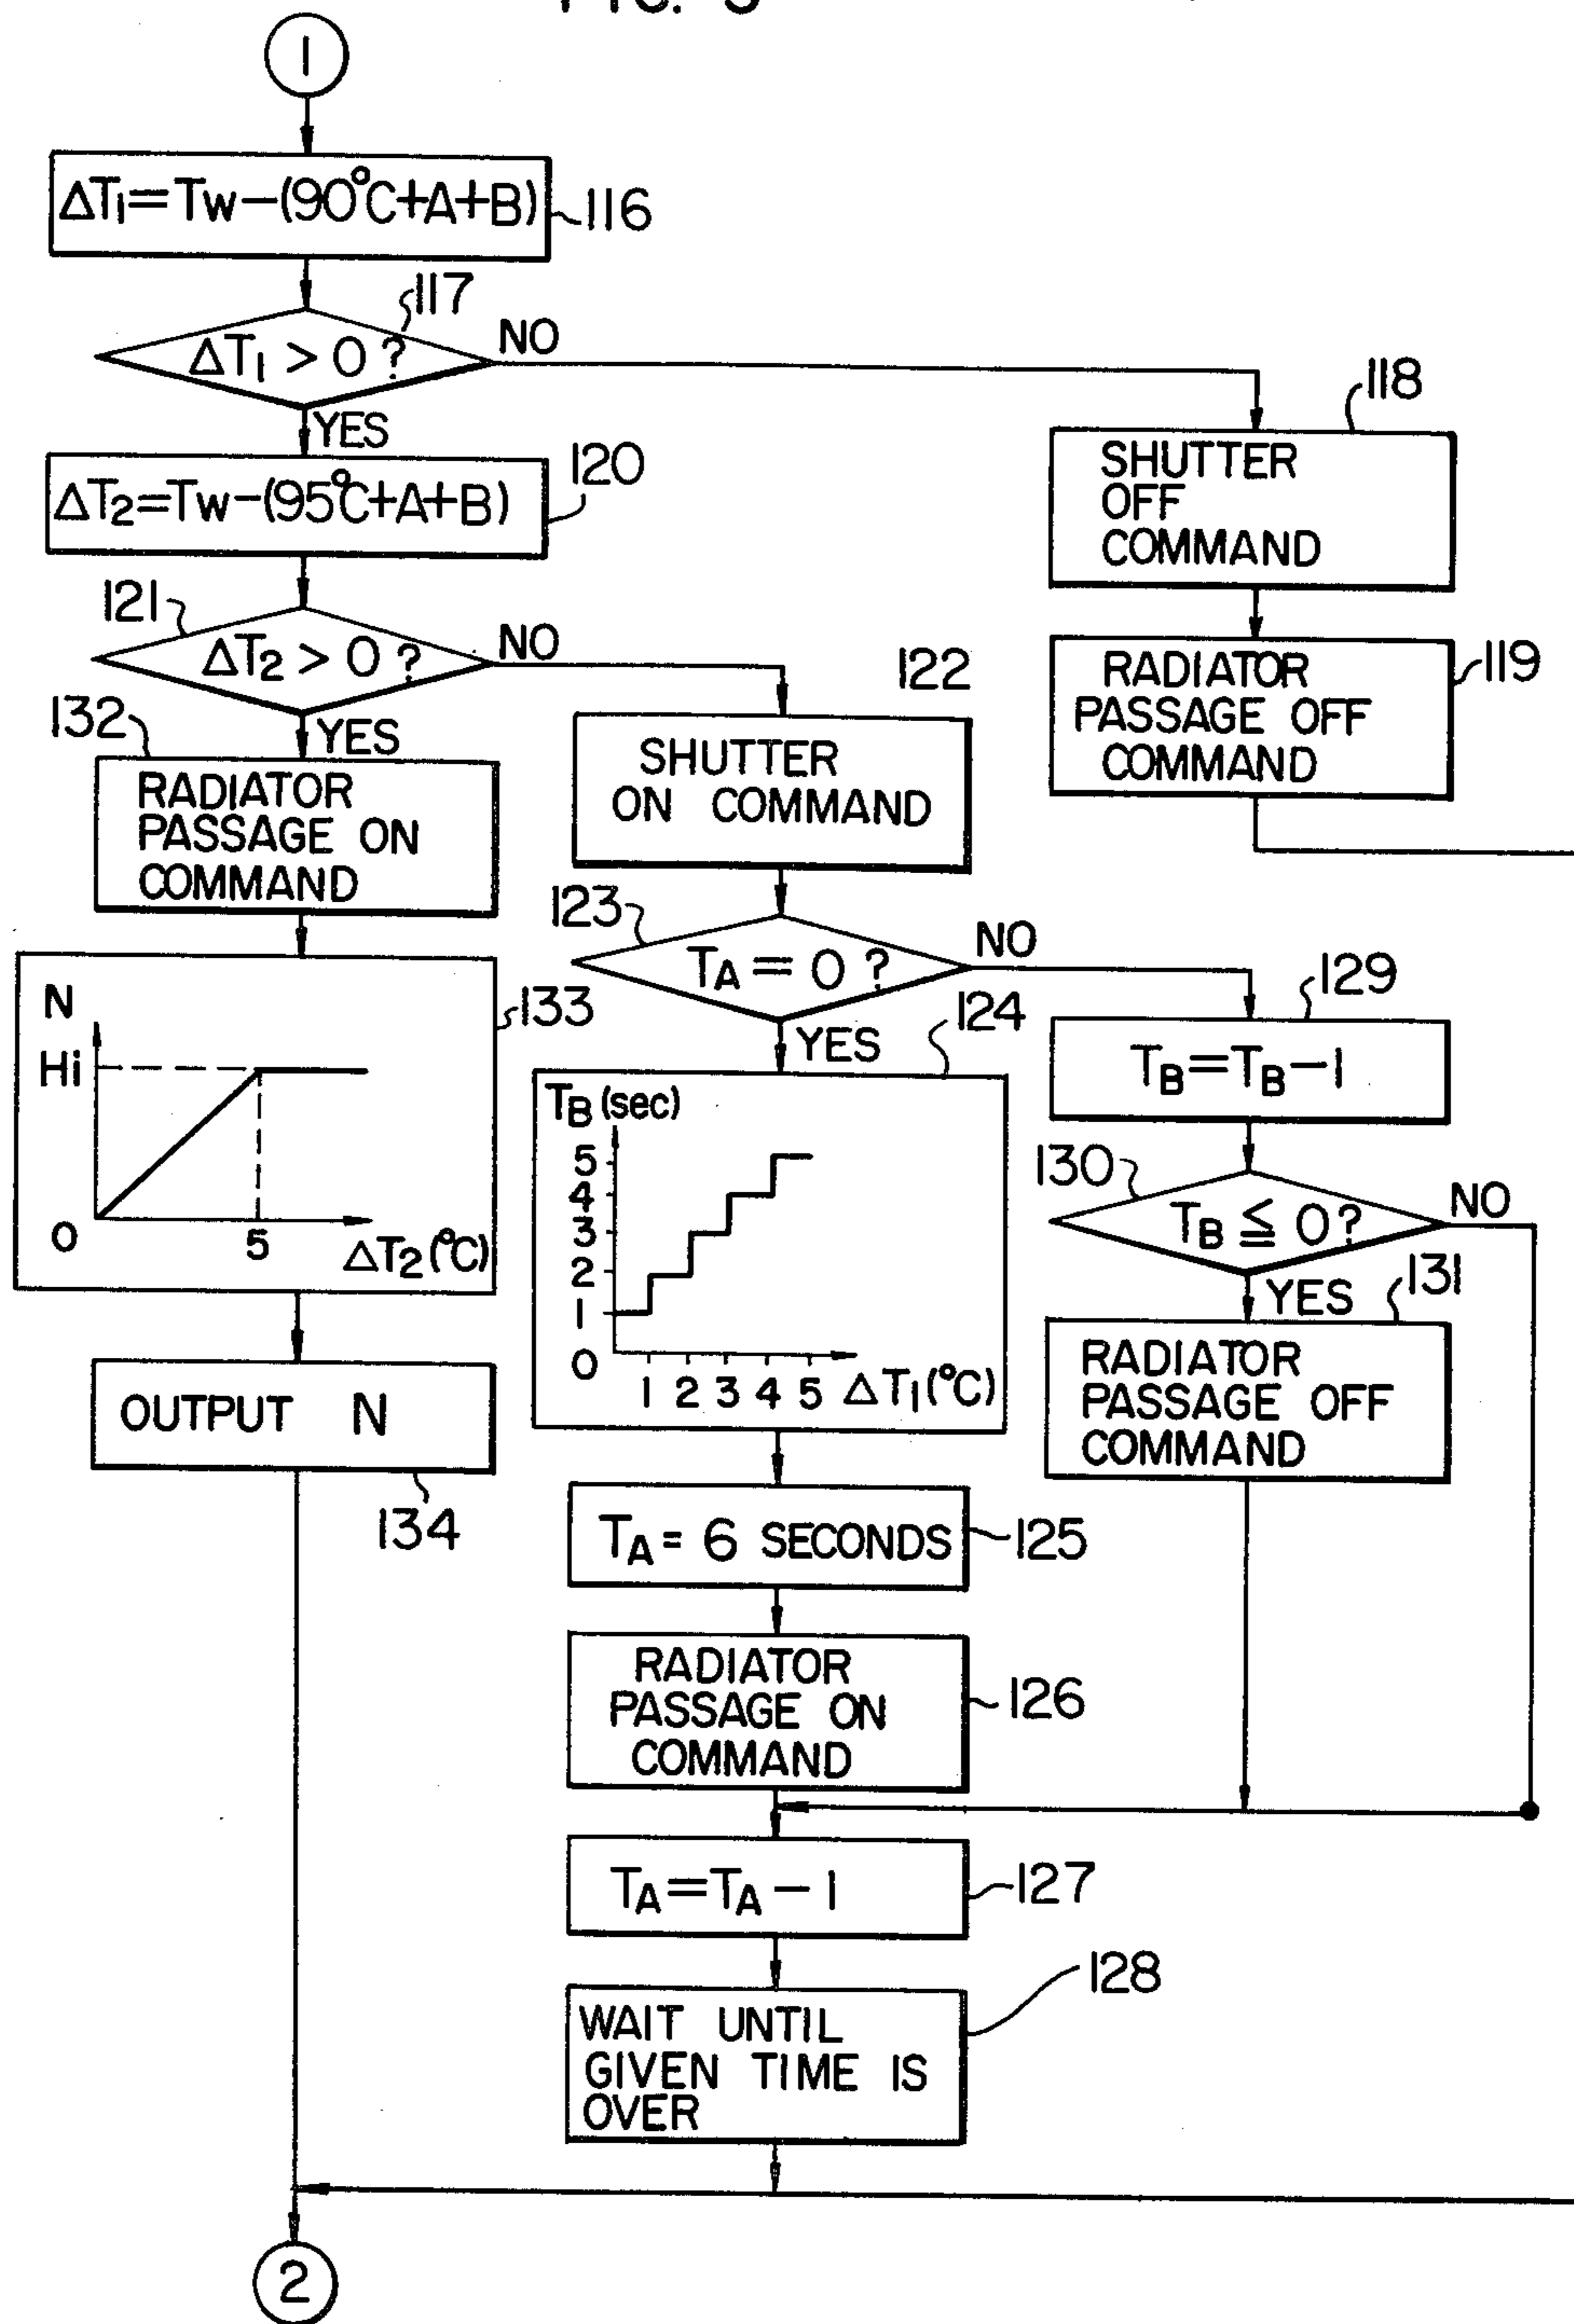 1
ΔT1=Tw-(90°C+A+B)
116
117
ΔT1 > 0 ?
NO
YES
118
SHUTTER
OFF
COMMAND
120
ΔT2=Tw-(95°C+A+B)
121
ΔT2 > 0 ?
NO
YES
119
RADIATOR
PASSAGE OFF
COMMAND
122
SHUTTER
ON COMMAND
132
RADIATOR
PASSAGE ON
COMMAND
123
TA = 0 ?
NO
YES
133
N
Hi
0
5
ΔT2 (°C)
124
TB (sec)
5
4
3
2
1
0
1 2 3 4 5 ΔT1 (°C)
129
TB=TB-1
130
TB ≦ 0?
NO
YES
131
RADIATOR
PASSAGE OFF
COMMAND
OUTPUT N
134
TA = 6 SECONDS
125
RADIATOR
PASSAGE ON
COMMAND
126
TA=TA-1
127
128
WAIT UNTIL
GIVEN TIME IS
OVER
2